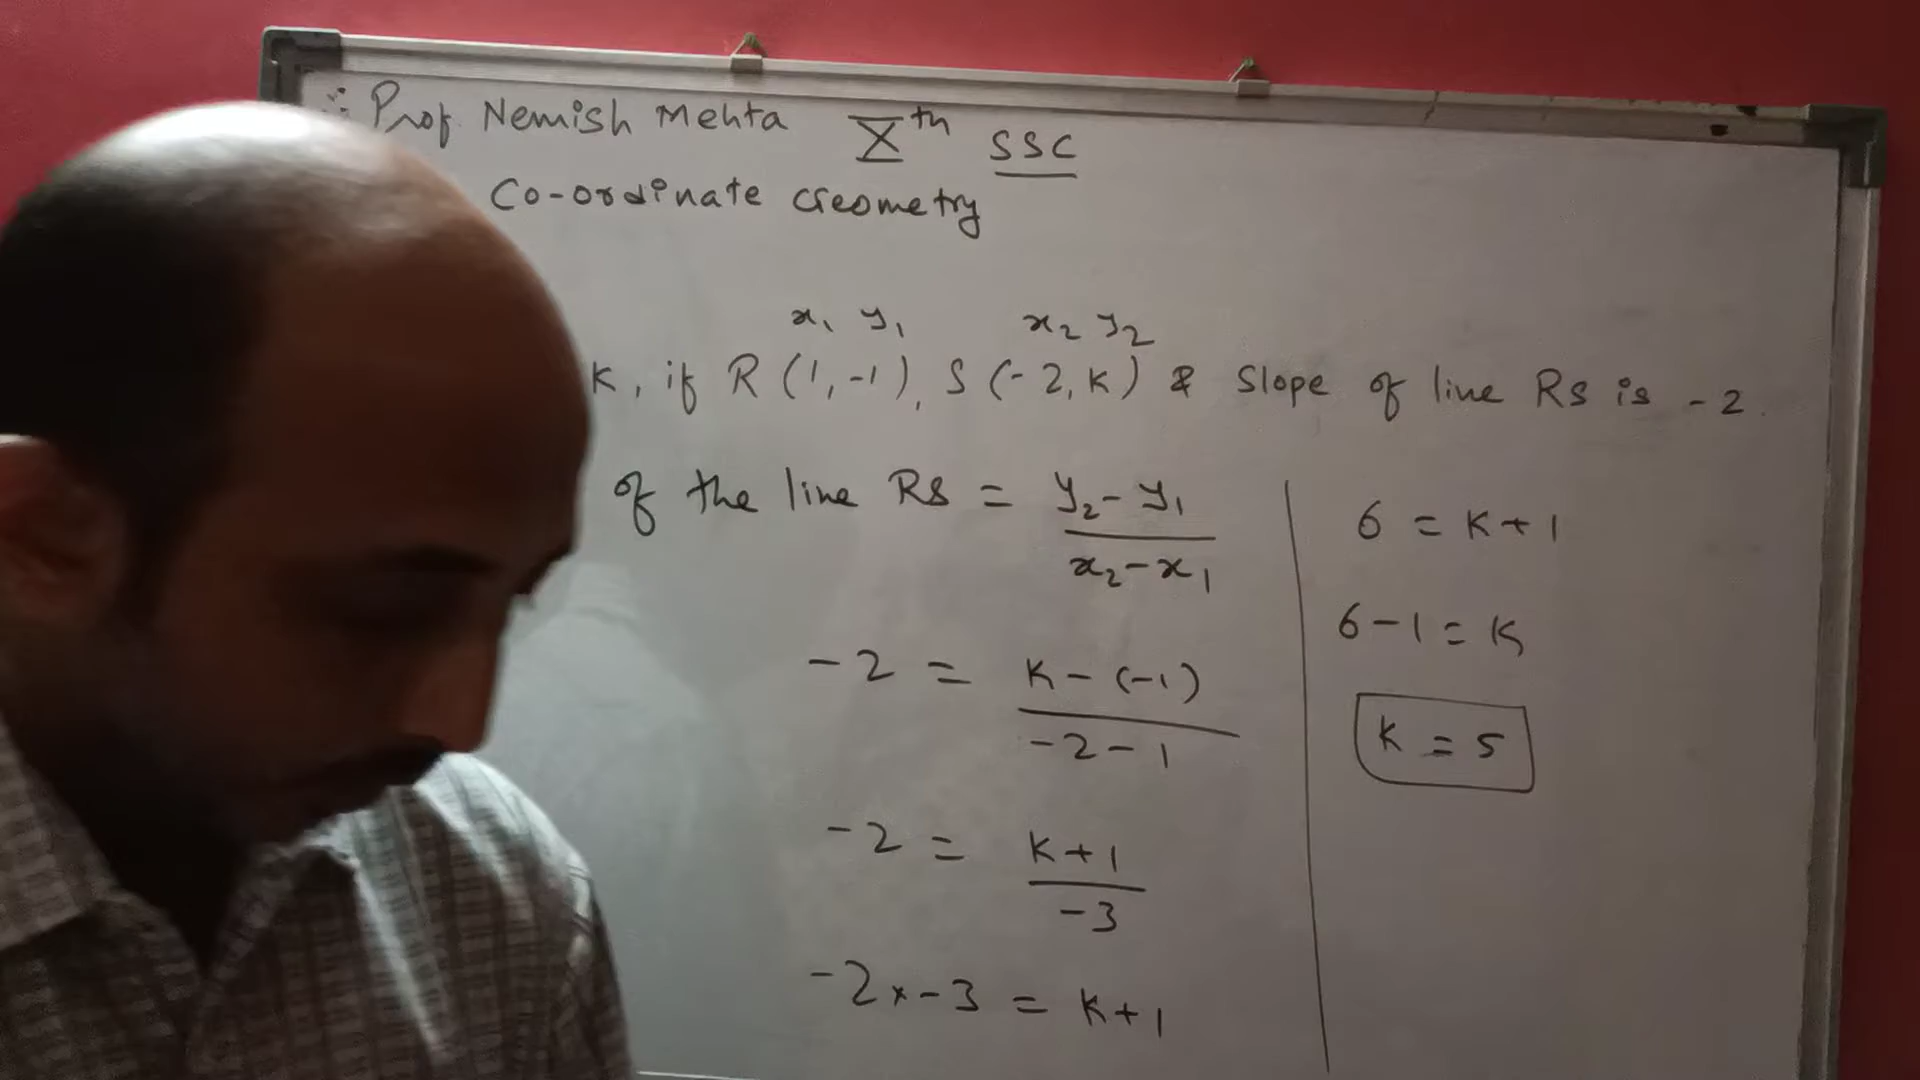 Prof. Nemish Mehta Xth SSC
Co-ordinate Geometry
x₁ y₁ x₂ y₂
K, if R (1, -1), S (-2, K) & Slope of line RS is -2.
of the line RS = y₂ - y₁
x₂ - x₁
-2 = K - (-1)
-2 - 1
-2 = K + 1
-3
-2 x -3 = K + 1
6 = K + 1
6 - 1 = K
K = 5